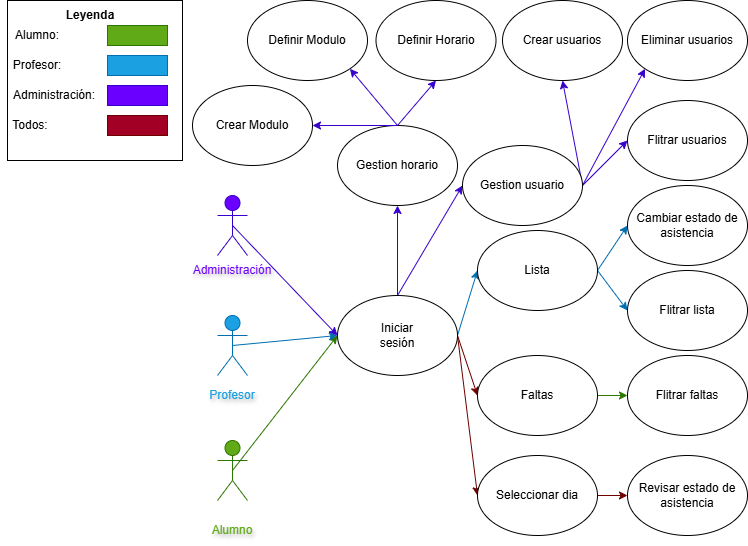 Leyenda
Alumno:
Profesor:
Administración:
Todos:
Definir Modulo
Definir Horario
Crear usuarios
Eliminar usuarios
Crear Modulo
Gestion horario
Gestion usuario
Flitrar usuarios
Administración
Lista
Cambiar estado de
asistencia
Flitrar lista
Iniciar
sesión
Profesor
Faltas
Flitrar faltas
Alumno
Seleccionar dia
Revisar estado de
asistencia